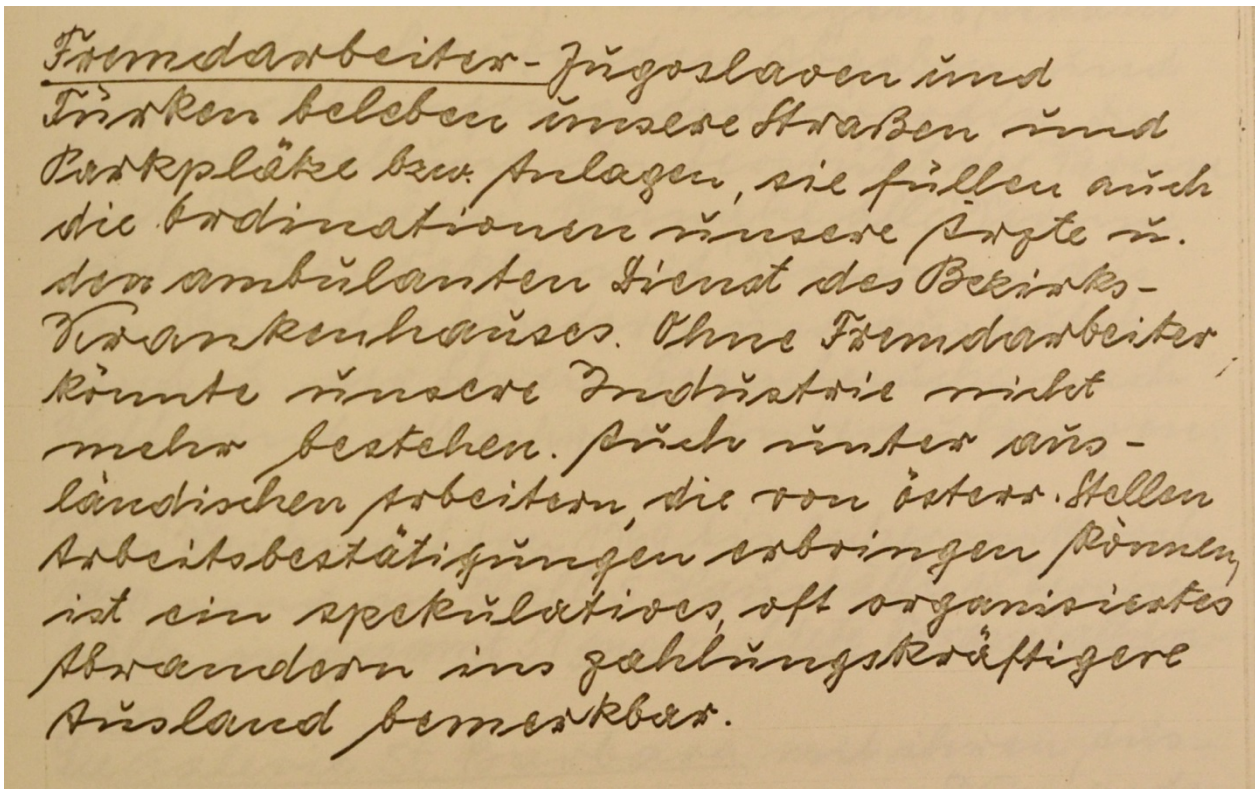 Fremdarbeiter - Jugoslaven und
Türken beleben unsere Straßen und
Parkplätze bzw. Anlagen, sie füllen auch
die Ordinationen unsere Ärzte u.
den ambulanten Dienst des Bezirks-
Krankenhauses. Ohne Fremdarbeiter
könnte unsere Industrie nicht
mehr bestehen. Auch unter aus-
ländischen Arbeitern, die von österr. Stellen
Arbeitsbestätigungen erbringen können,
ist ein spekulatives, oft organisiertes
Abwandern ins zahlungskräftigere
Ausland bemerkbar.